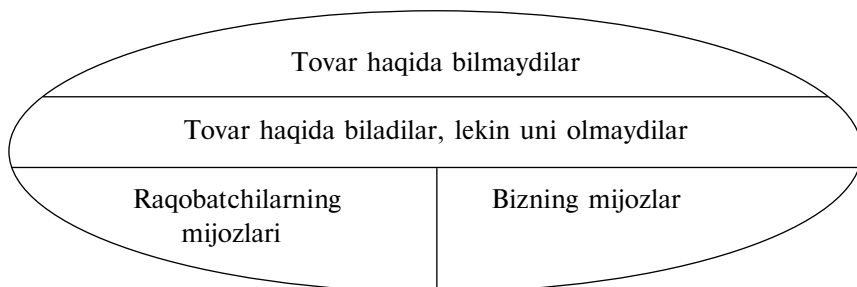 Tovar haqida bilmaydilar
Tovar haqida biladilar, lekin uni olmaydilar
Raqobatchilarning
mijozlari
Bizning mijozlar